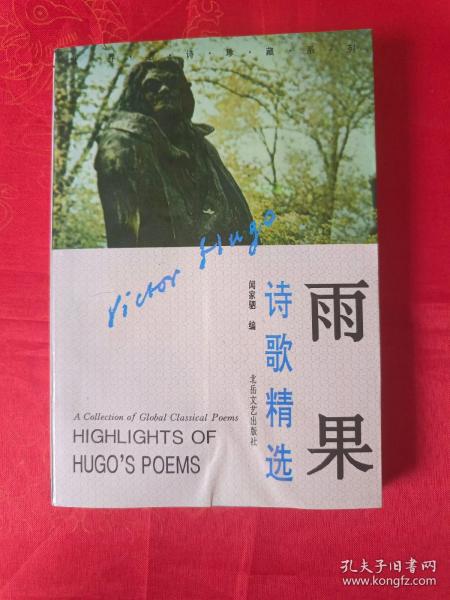 诗·珍·藏·系·列
Victor Hugo
雨果
诗歌精选
闻家驷 编
北岳文艺出版社
A Collection of Global Classical Poems
HIGHLIGHTS OF
HUGO'S POEMS
孔夫子旧书网
www.kongfz.com